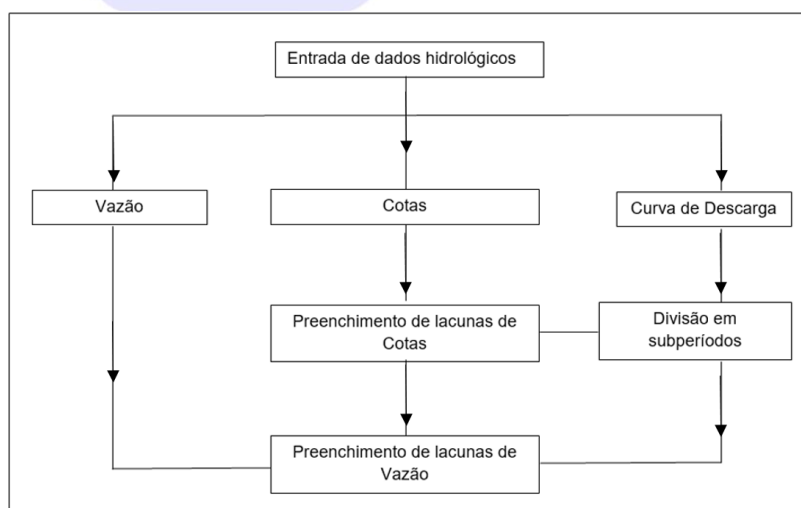 Entrada de dados hidrológicos
Vazão
Cotas
Curva de Descarga
Preenchimento de lacunas de
Cotas
Divisão em
subperíodos
Preenchimento de lacunas de
Vazão